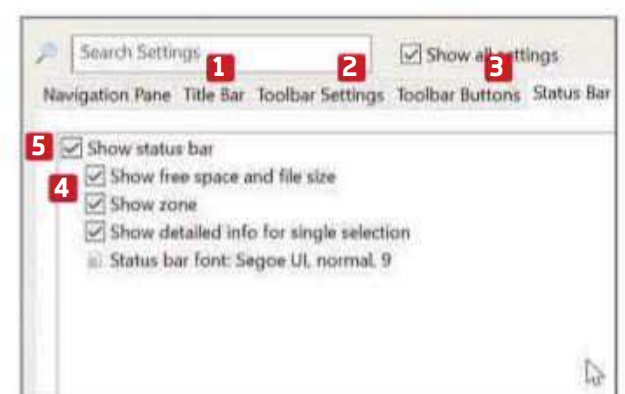 Search Settings
Show all settings
1 2 3
Navigation Pane Title Bar Toolbar Settings Toolbar Buttons Status Bar
5 Show status bar
4 Show free space and file size
Show zone
Show detailed info for single selection
Status bar font: Segoe UI, normal, 9